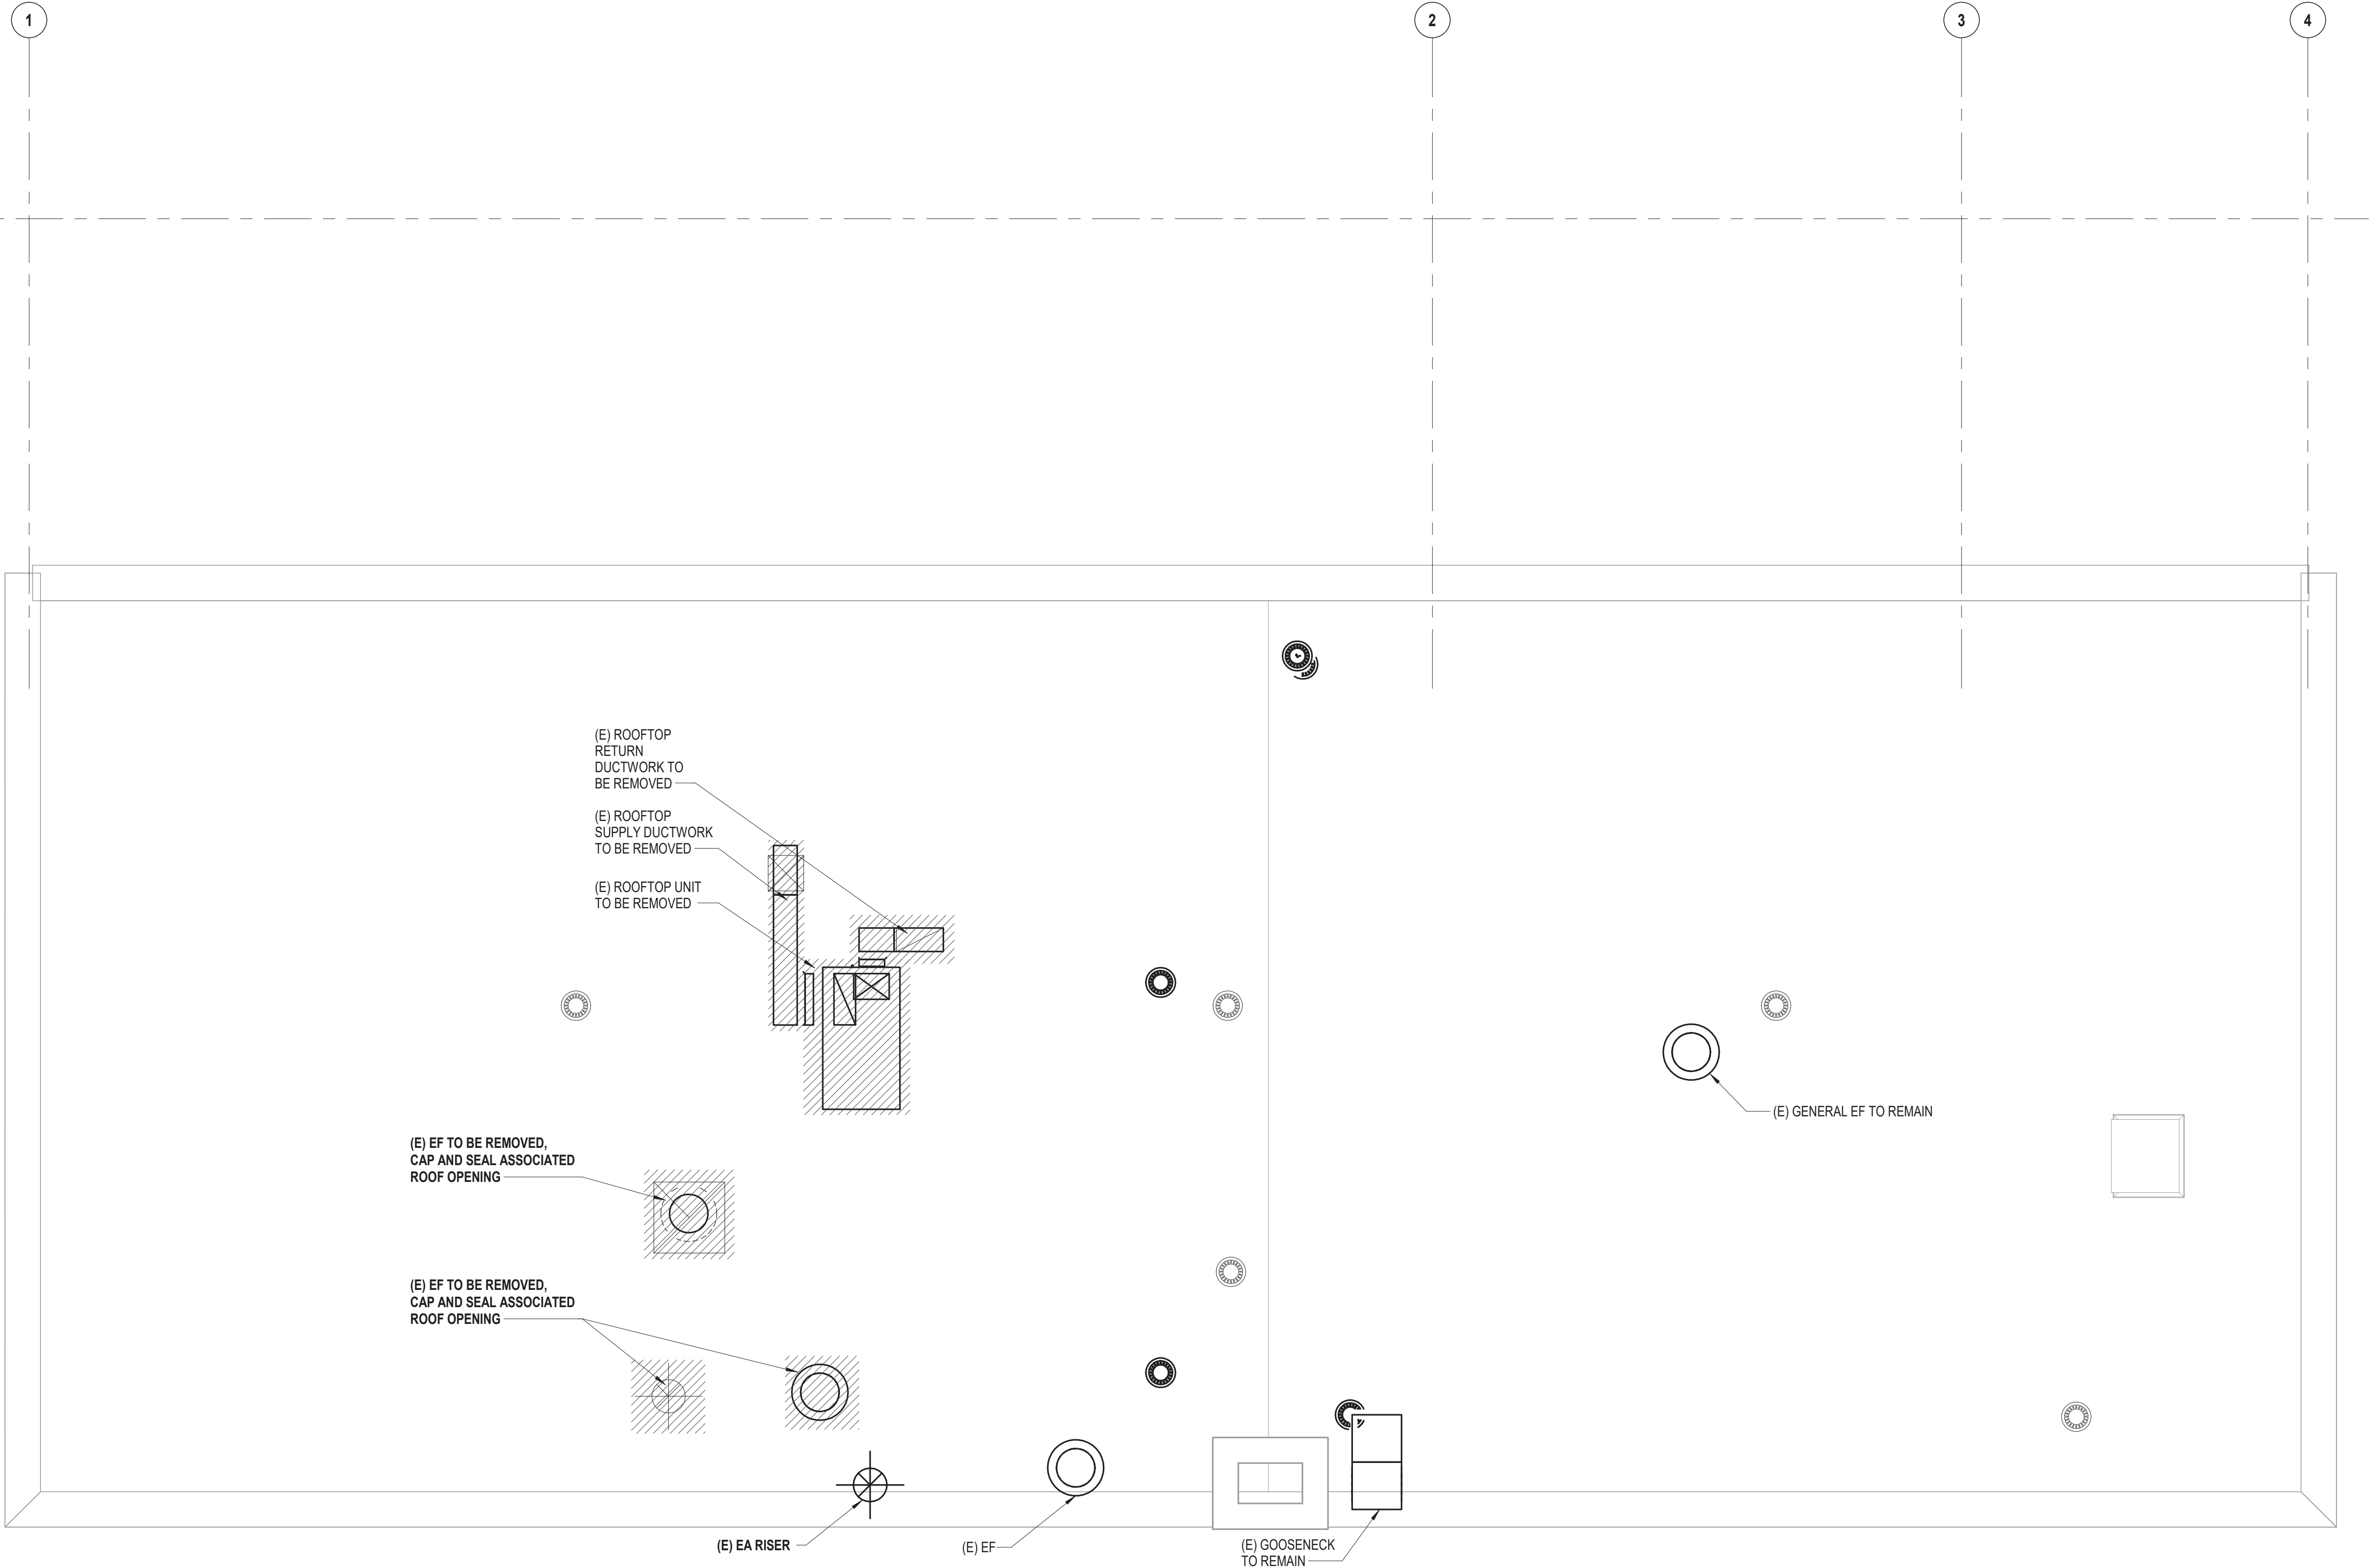 1
2
3
4
(E) ROOFTOP
RETURN
DUCTWORK TO
BE REMOVED
(E) ROOFTOP
SUPPLY DUCTWORK
TO BE REMOVED
(E) ROOFTOP UNIT
TO BE REMOVED
(E) GENERAL EF TO REMAIN
(E) EF TO BE REMOVED,
CAP AND SEAL ASSOCIATED
ROOF OPENING
(E) EF TO BE REMOVED,
CAP AND SEAL ASSOCIATED
ROOF OPENING
(E) EA RISER
(E) EF
(E) GOOSENECK
TO REMAIN